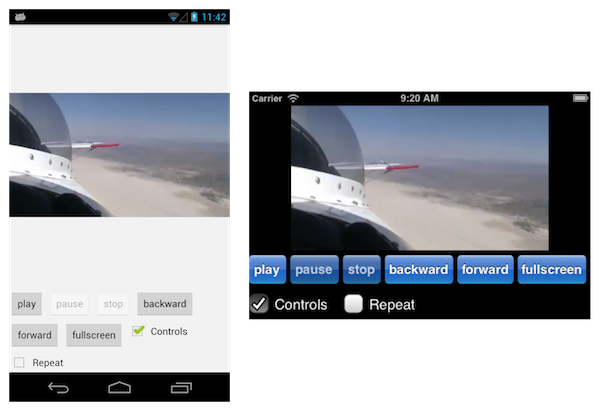 11:42
play pause stop backward
forward fullscreen Controls
Repeat
Carrier 9:20 AM
play pause stop backward forward fullscreen
Controls Repeat